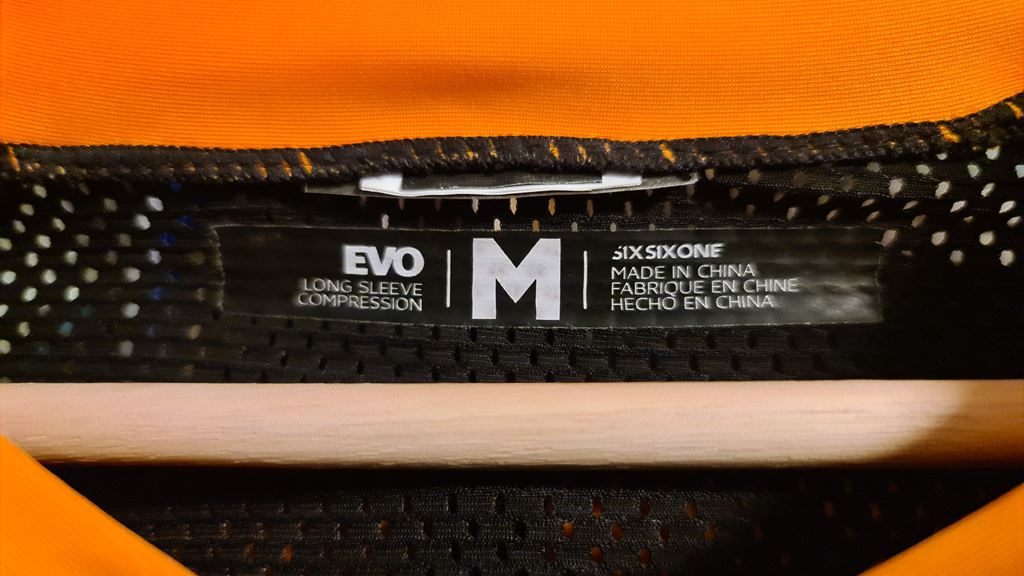 EVO
LONG SLEEVE
COMPRESSION
M
SIXSIXONE
MADE IN CHINA
FABRIQUE EN CHINE
HECHO EN CHINA